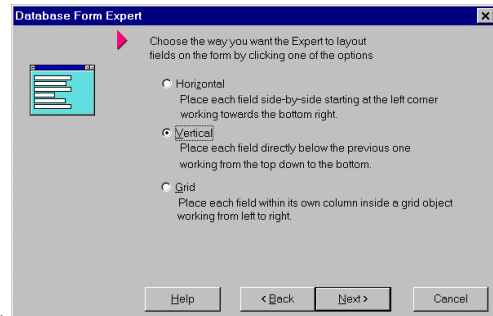 Database Form Expert
Choose the way you want the Expert to layout
fields on the form by clicking one of the options
Horizontal
Place each field side-by-side starting at the left corner
working towards the bottom right.
Vertical
Place each field directly below the previous one
working from the top down to the bottom.
Grid
Place each field within its own column inside a grid object
working from left to right.
Help
< Back
Next >
Cancel